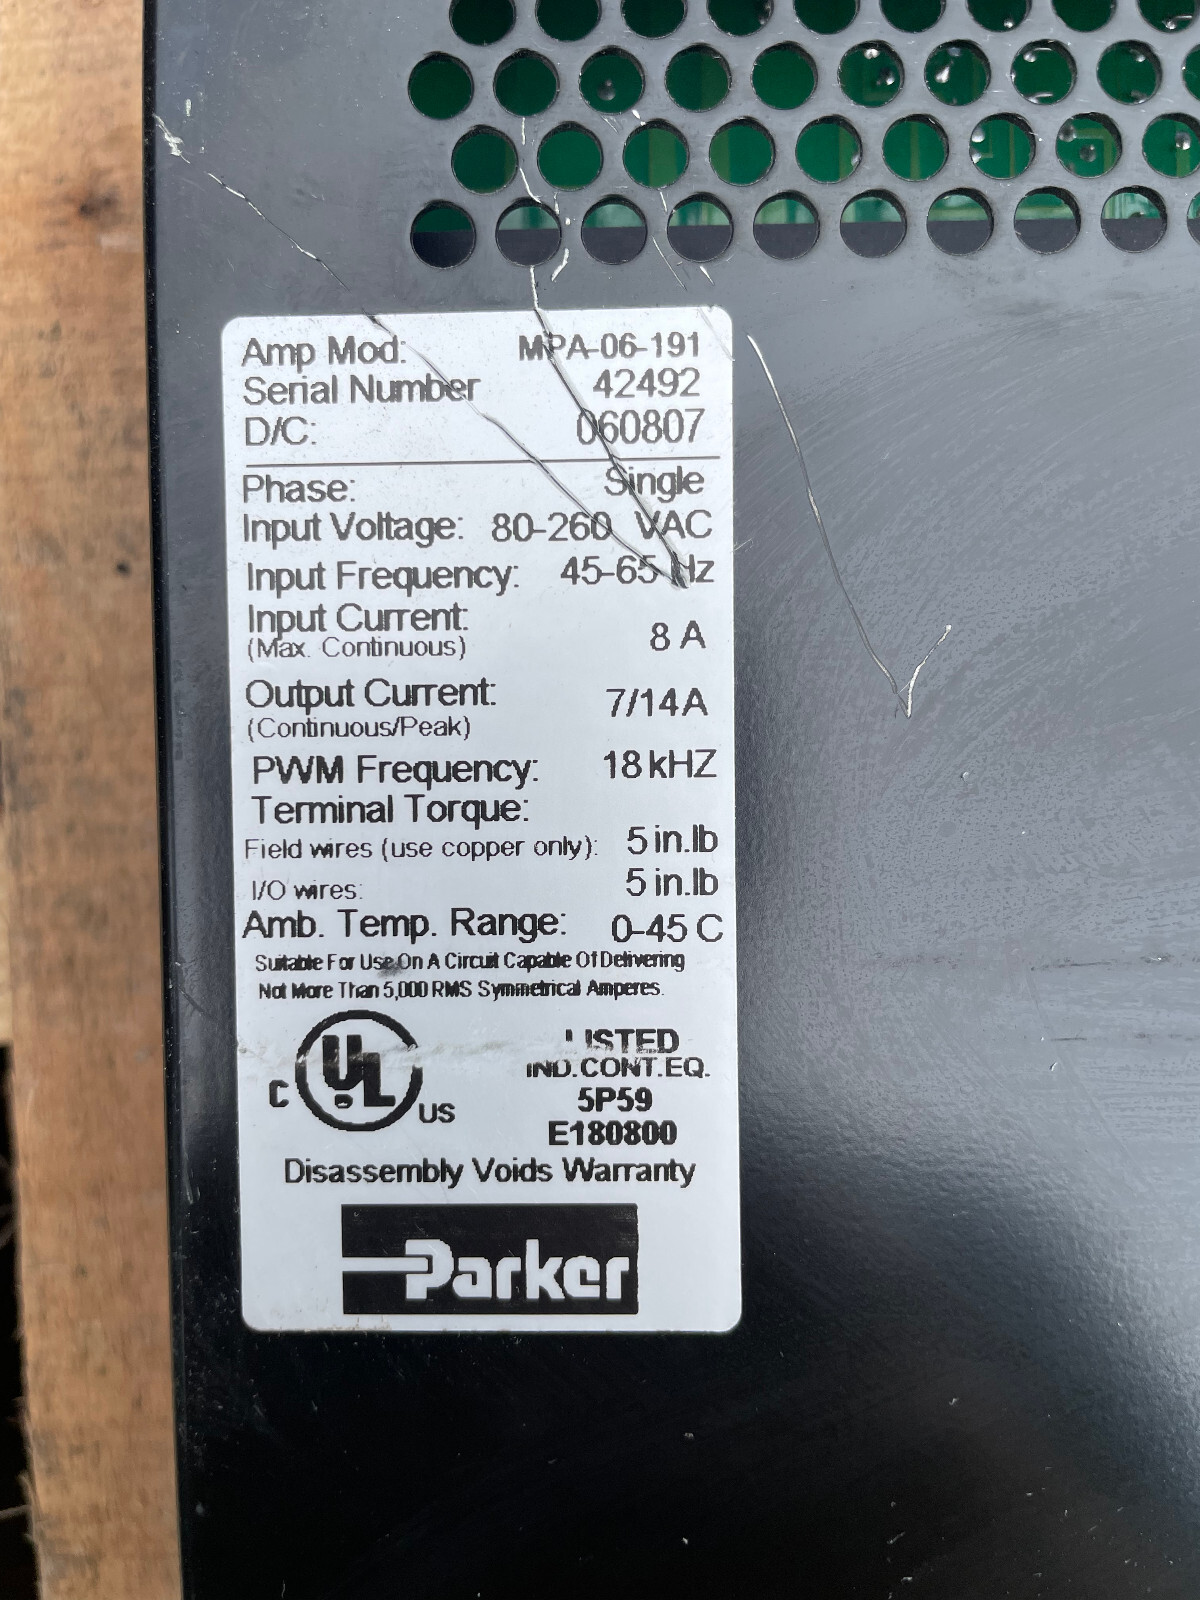 Amp Mod: MPA-06-191
Serial Number 42492
D/C: 060807
Phase: Single
Input Voltage: 80-260 VAC
Input Frequency: 45-65 Hz
Input Current: 8 A
(Max. Continuous)
Output Current: 7/14A
(Continuous/Peak)
PWM Frequency: 18 kHZ
Terminal Torque:
Field wires (use copper only): 5 in.lb
I/O wires: 5 in.lb
Amb. Temp. Range: 0-45 C
Suitable For Use On A Circuit Capable Of Delivering
Not More Than 5,000 RMS Symmetrical Amperes.
C UL US
LISTED
IND.CONT.EQ.
5P59
E180800
Disassembly Voids Warranty
Parker